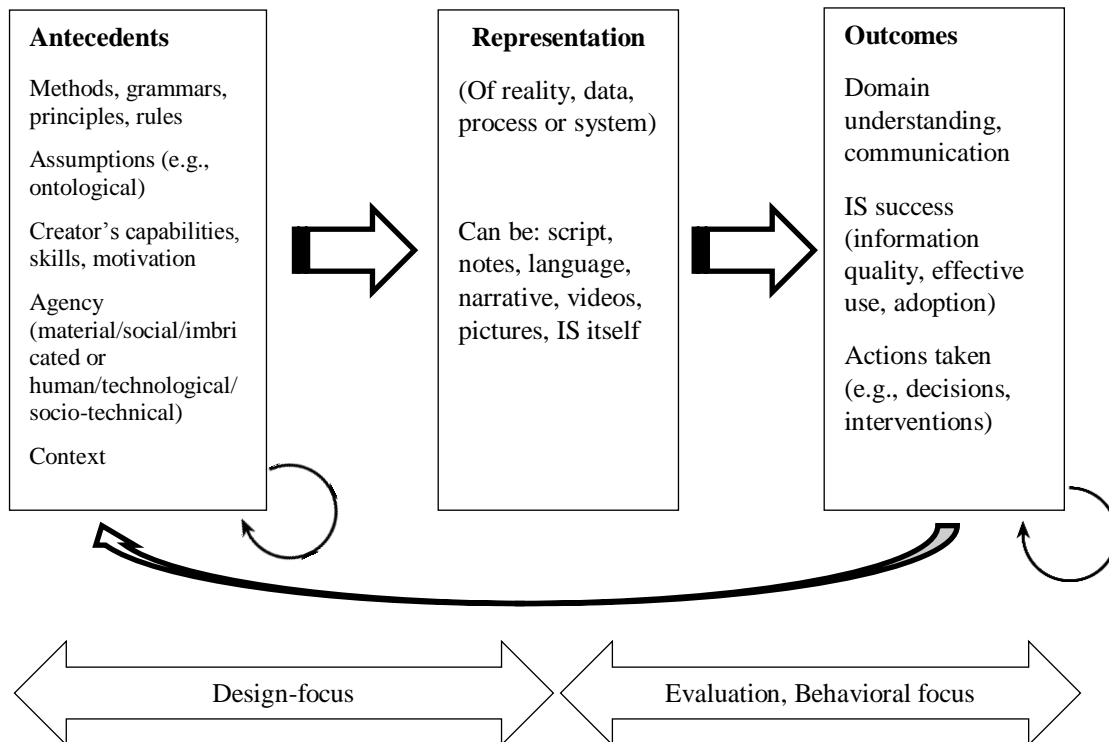 Antecedents
Methods, grammars,
principles, rules
Assumptions (e.g.,
ontological)
Creator’s capabilities,
skills, motivation
Agency
(material/social/imbri
cated or
human/technological/
socio-technical)
Context
Representation
(Of reality, data,
process or system)
Can be: script,
notes, language,
narrative, videos,
pictures, IS itself
Outcomes
Domain
understanding,
communication
IS success
(information
quality, effective
use, adoption)
Actions taken
(e.g., decisions,
interventions)
Design-focus
Evaluation, Behavioral focus